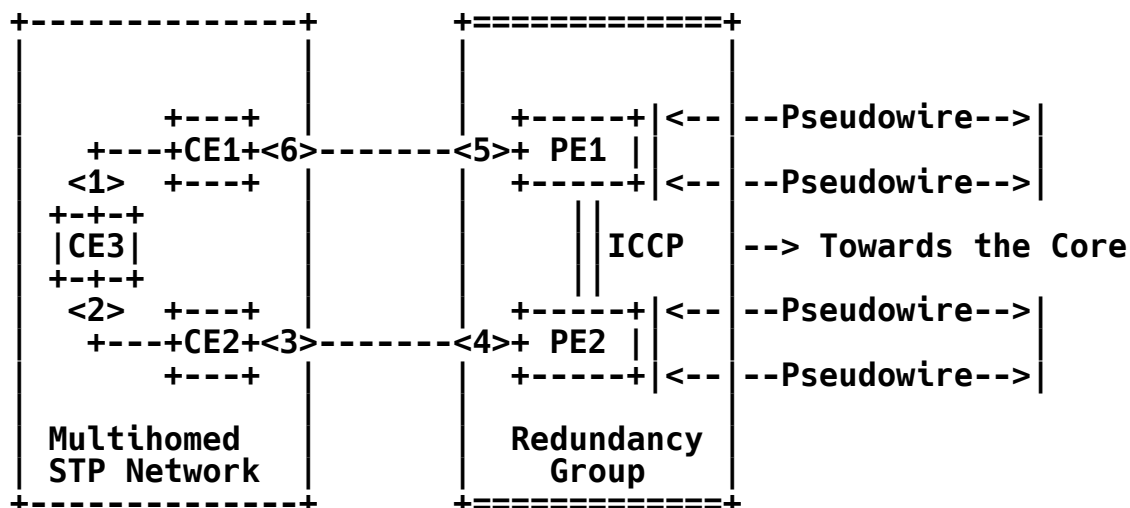 +--------------+       +=============+
|              |       |             |
|              |       |             |
|       +---+  |       |  +-----+|<--|--Pseudowire-->|
|   +---+CE1+<6>-------<5>+ PE1 ||   |               |
|  <1>  +---+  |       |  +-----+|<--|--Pseudowire-->|
| +-+-+        |       |     ||      |
| |CE3|        |       |     ||ICCP  |--> Towards the Core
| +-+-+        |       |     ||      |
|  <2>  +---+  |       |  +-----+|<--|--Pseudowire-->|
|   +---+CE2+<3>-------<4>+ PE2 ||   |               |
|       +---+  |       |  +-----+|<--|--Pseudowire-->|
|              |       |             |
| Multihomed   |       |  Redundancy |
| STP Network  |       |    Group    |
+--------------+       +=============+